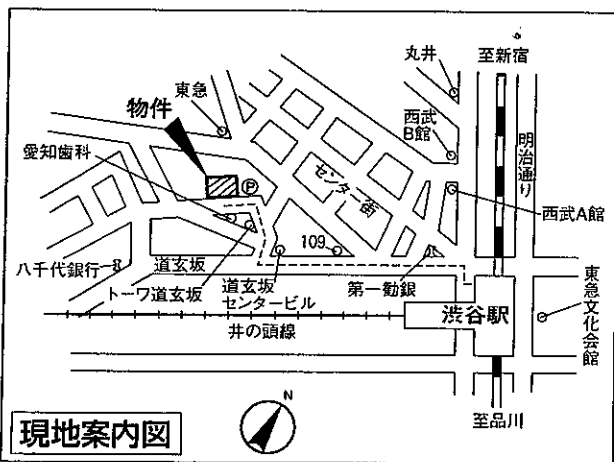 丸井
至新宿
東急
物件
西武
B館
明治通り
愛知歯科
センター街
Ⓟ
西武A館
109
八千代銀行
道玄坂
トーワ道玄坂
道玄坂
センタービル
第一勧銀
渋谷駅
東急文化会館
井の頭線
至品川
N
現地案内図